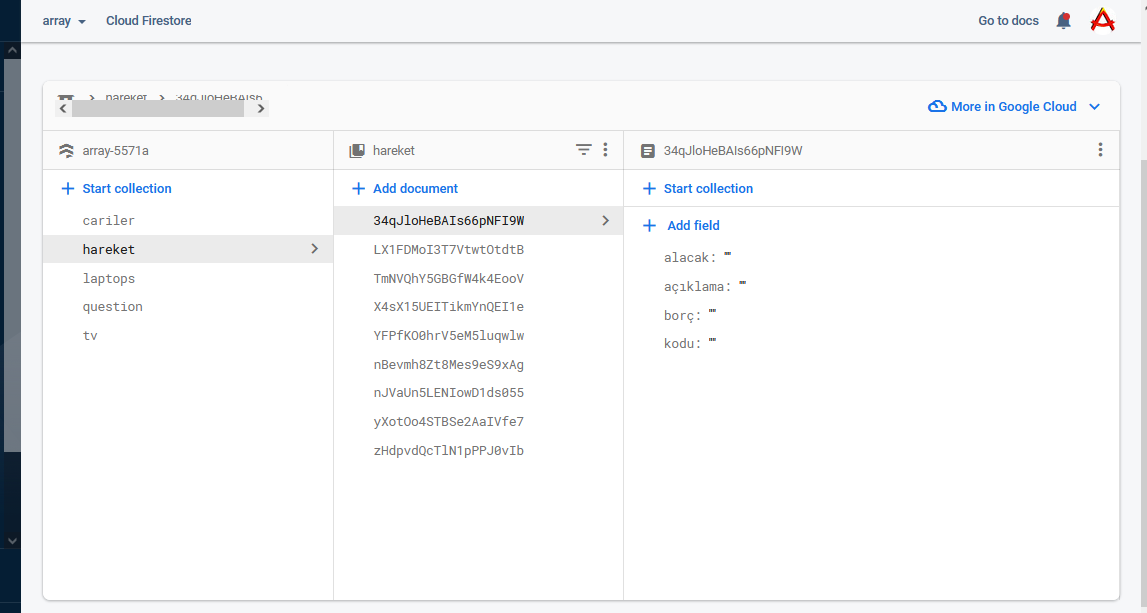 array Cloud Firestore Go to docs
hareket 34qJloHeBAIs6
More in Google Cloud
array-5571a
hareket
34qJloHeBAIs66pNFI9W
Start collection
Add document
Start collection
cariler
hareket
laptops
question
tv
34qJloHeBAIs66pNFI9W
LX1FDMoI3T7VtwtOtdtB
TmNVQhY5GBGfW4k4EooV
X4sX15UEITikmYnQEI1e
YFPfKO0hrV5eM5luqwlw
nBevmh8Zt8Mes9eS9xAg
nJVaUn5LENIowD1ds055
yXotOo4STBSe2AaIVfe7
zHdpvdQcTlN1pPPJ0vIb
Add field
alacak: ""
açıklama: ""
borç: ""
kodu: ""